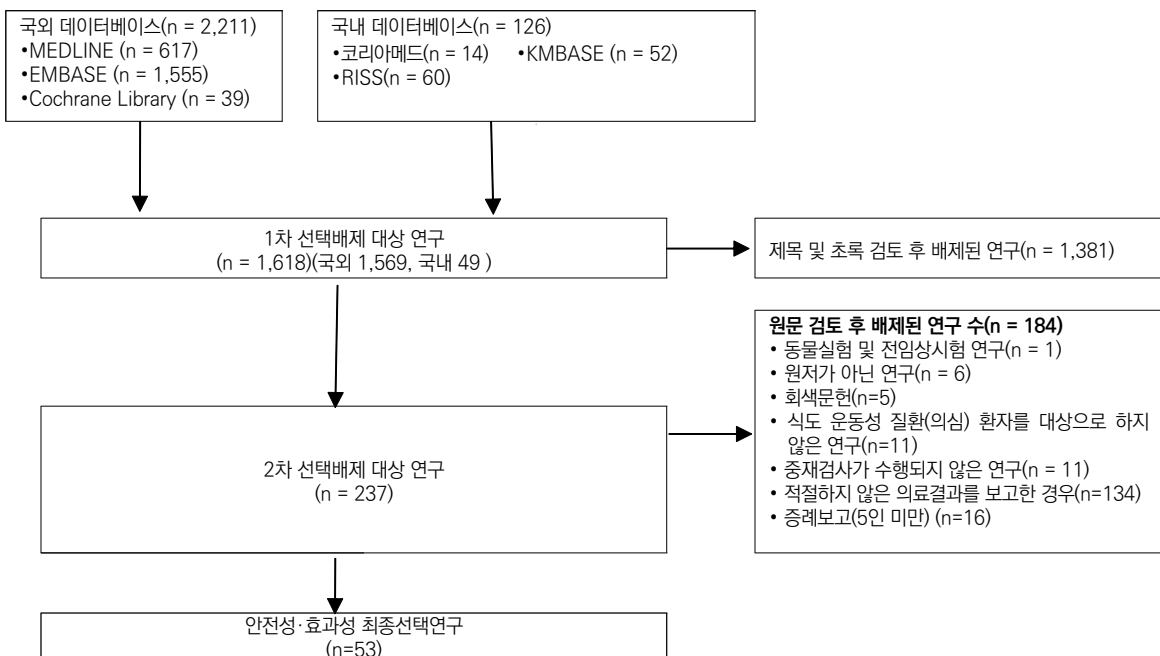 국외 데이터베이스(n = 2,211)
•MEDLINE (n = 617)
•EMBASE (n = 1,555)
•Cochrane Library (n = 39)
국내 데이터베이스(n = 126)
•코리아메드(n = 14) •KMBASE (n = 52)
•RISS(n = 60)
1차 선택배제 대상 연구
(n = 1,618)(국외 1,569, 국내 49 )
제목 및 초록 검토 후 배제된 연구(n = 1,381)
원문 검토 후 배제된 연구 수(n = 184)
• 동물실험 및 전임상시험 연구(n = 1)
• 원저가 아닌 연구(n = 6)
• 회색문헌(n=5)
• 식도 운동성 질환(의심) 환자를 대상으로 하지
않은 연구(n=11)
• 중재검사가 수행되지 않은 연구(n = 11)
• 적절하지 않은 의료결과를 보고한 경우(n=134)
• 증례보고(5인 미만) (n=16)
2차 선택배제 대상 연구
(n = 237)
안전성·효과성 최종선택연구
(n=53)